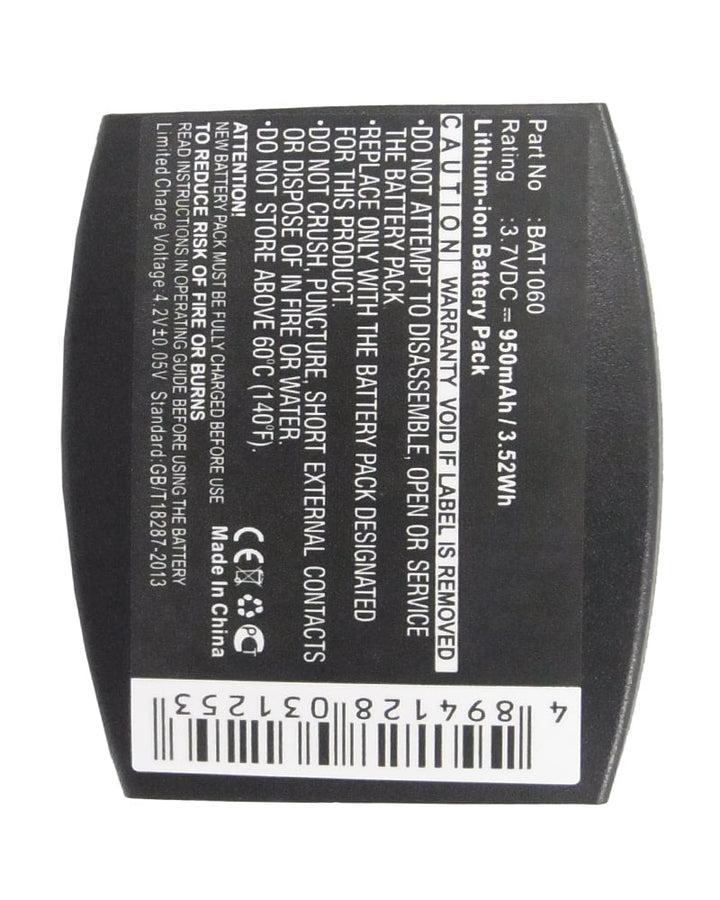 Part No :BAT1060
Rating :3.7VDC ⎓ 950mAh / 3.52Wh
Lithium-ion Battery Pack
CAUTION WARRANTY VOID IF LABEL IS REMOVED
•DO NOT ATTEMPT TO DISASSEMBLE, OPEN OR SERVICE
THE BATTERY PACK
•REPLACE ONLY WITH THE BATTERY PACK DESIGNATED
FOR THIS PRODUCT.
•DO NOT CRUSH, PUNCTURE, SHORT EXTERNAL CONTACTS
OR DISPOSE OF IN FIRE OR WATER.
•DO NOT STORE ABOVE 60°C (140°F).
ATTENTION!
NEW BATTERY PACK MUST BE FULLY CHARGED BEFORE USE
TO REDUCE RISK OF FIRE OR BURNS
READ INSTRUCTIONS IN OPERATING GUIDE BEFORE USING THE BATTERY
Limited Charge Voltage:4.2V±0.05V Standard:GB/T18287-2013
CE
Made In China
4 894128 031253